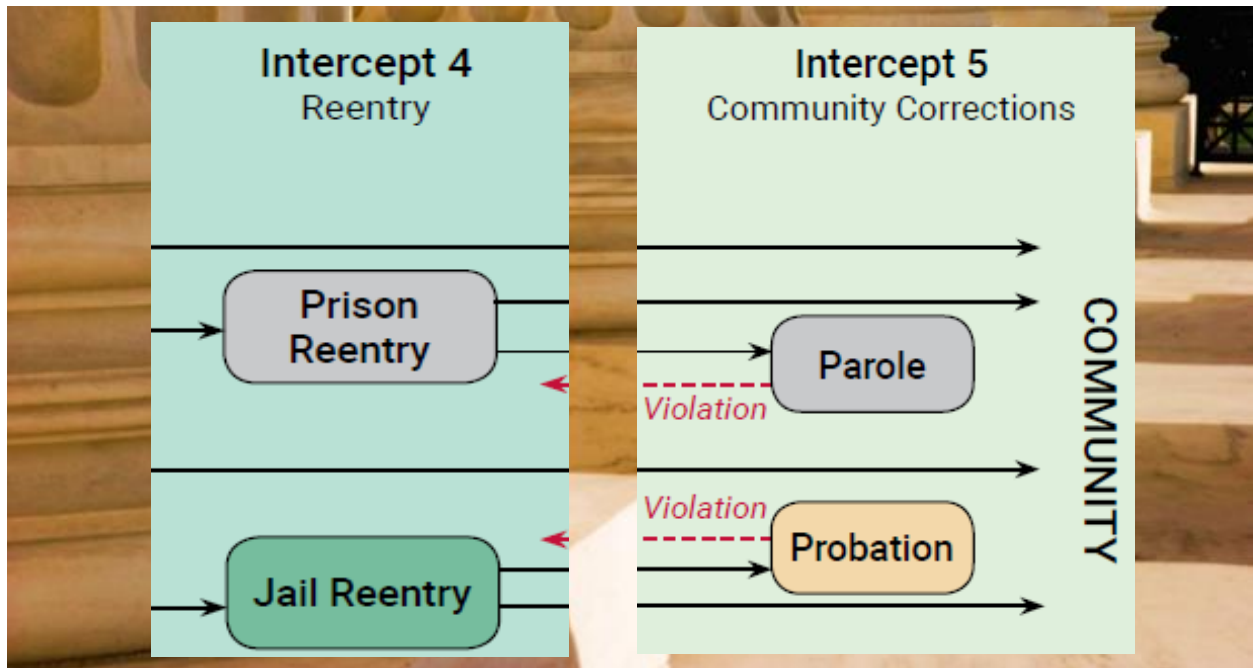 Intercept 4
Reentry
Prison
Reentry
Jail Reentry
Intercept 5
Community Corrections
Parole
Violation
Violation
Probation
COMMUNITY